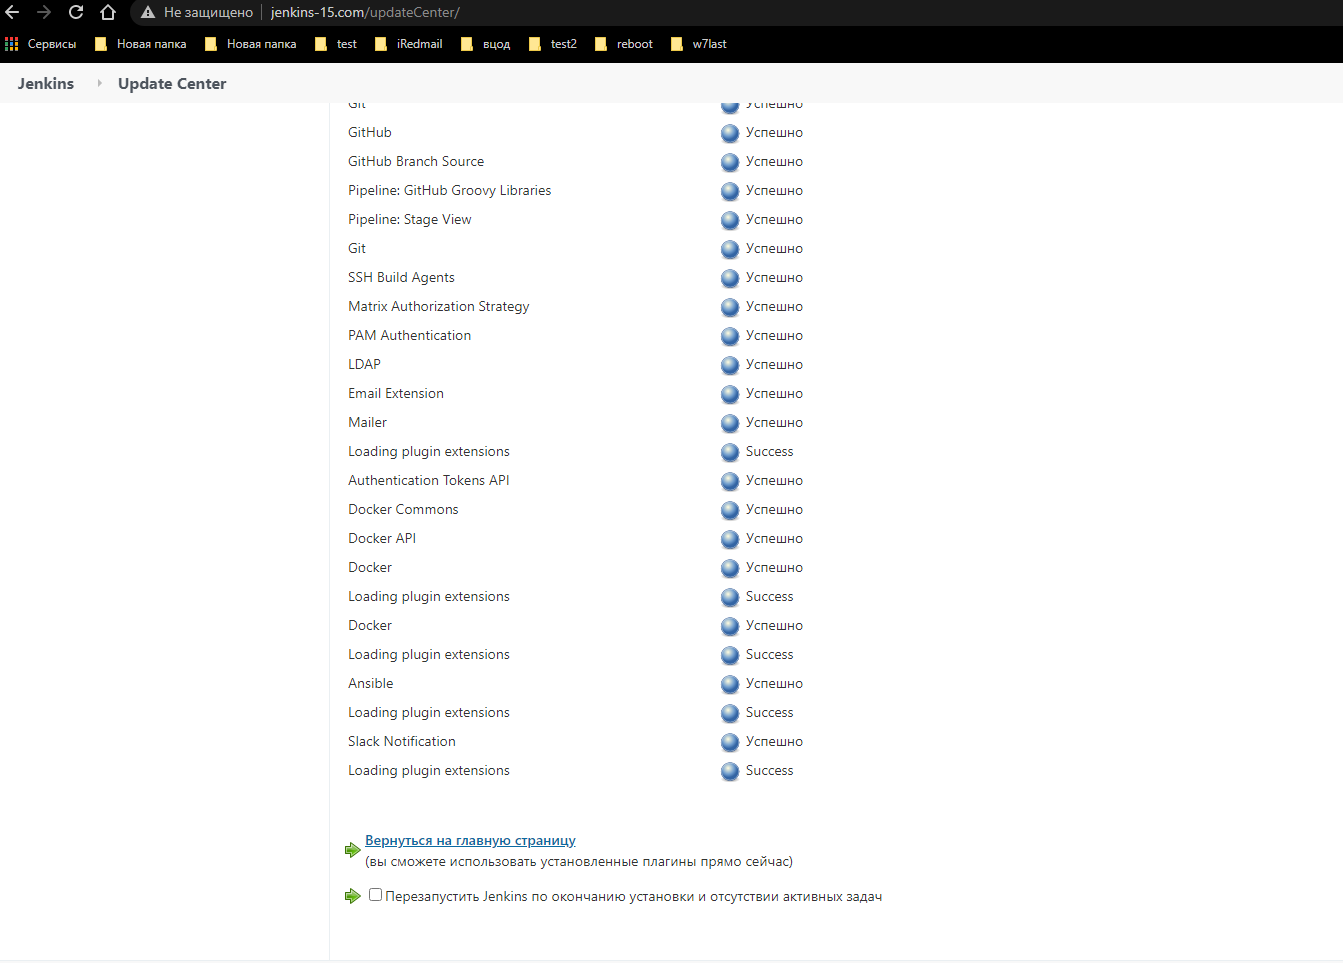 Не защищено jenkins-15.com/updateCenter/
Сервисы Новая папка Новая папка test iRedmail вцод test2 reboot w7last
Jenkins Update Center
Git Успешно
GitHub Успешно
GitHub Branch Source Успешно
Pipeline: GitHub Groovy Libraries Успешно
Pipeline: Stage View Успешно
Git Успешно
SSH Build Agents Успешно
Matrix Authorization Strategy Успешно
PAM Authentication Успешно
LDAP Успешно
Email Extension Успешно
Mailer Успешно
Loading plugin extensions Success
Authentication Tokens API Успешно
Docker Commons Успешно
Docker API Успешно
Docker Успешно
Loading plugin extensions Success
Docker Успешно
Loading plugin extensions Success
Ansible Успешно
Loading plugin extensions Success
Slack Notification Успешно
Loading plugin extensions Success
Вернуться на главную страницу
(вы сможете использовать установленные плагины прямо сейчас)
Перезапустить Jenkins по окончанию установки и отсутствии активных задач